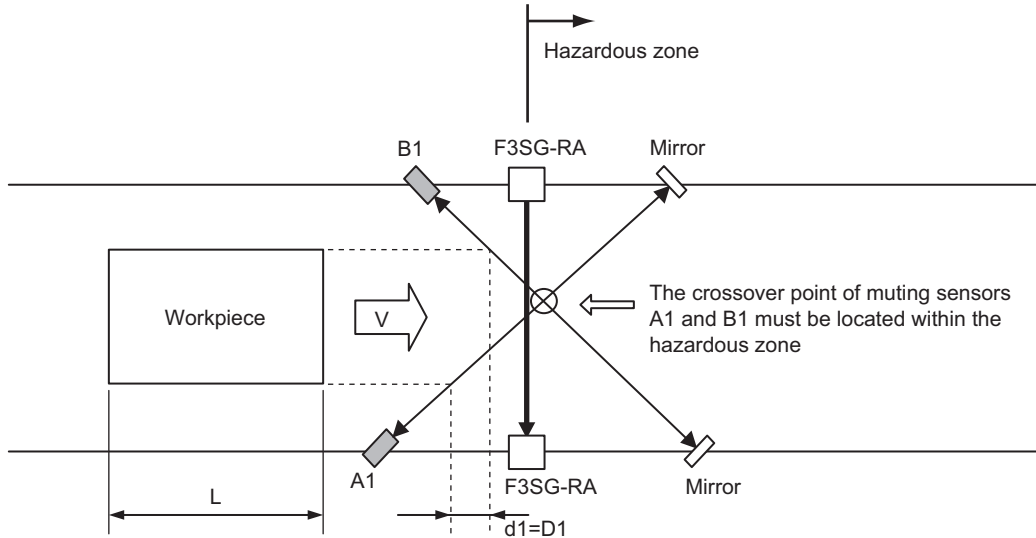 Hazardous zone
B1
F3SG-RA
Mirror
Workpiece
V
The crossover point of muting sensors
A1 and B1 must be located within the
hazardous zone
A1
F3SG-RA
Mirror
L
d1=D1